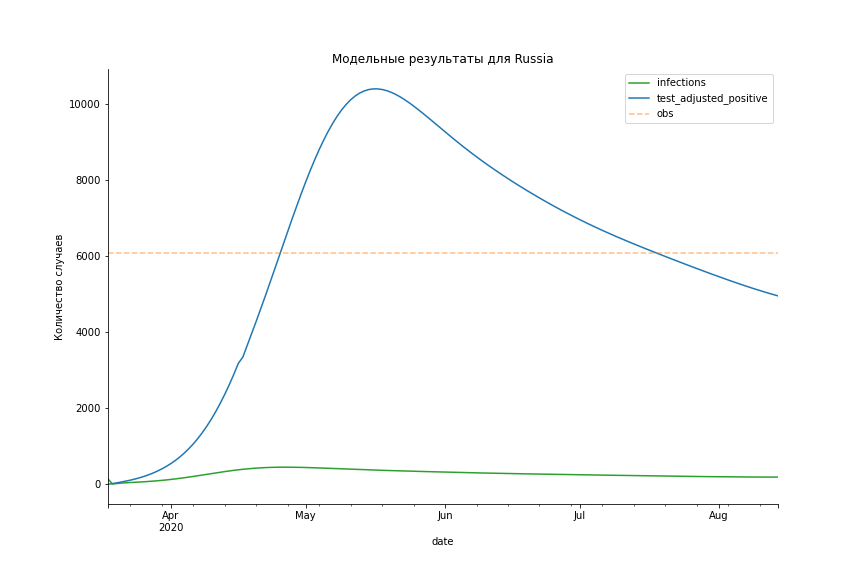 Модельные результаты для Russia
infections
test_adjusted_positive
obs
Количество случаев
10000
8000
6000
4000
2000
0
Apr
2020
May
Jun
Jul
Aug
date